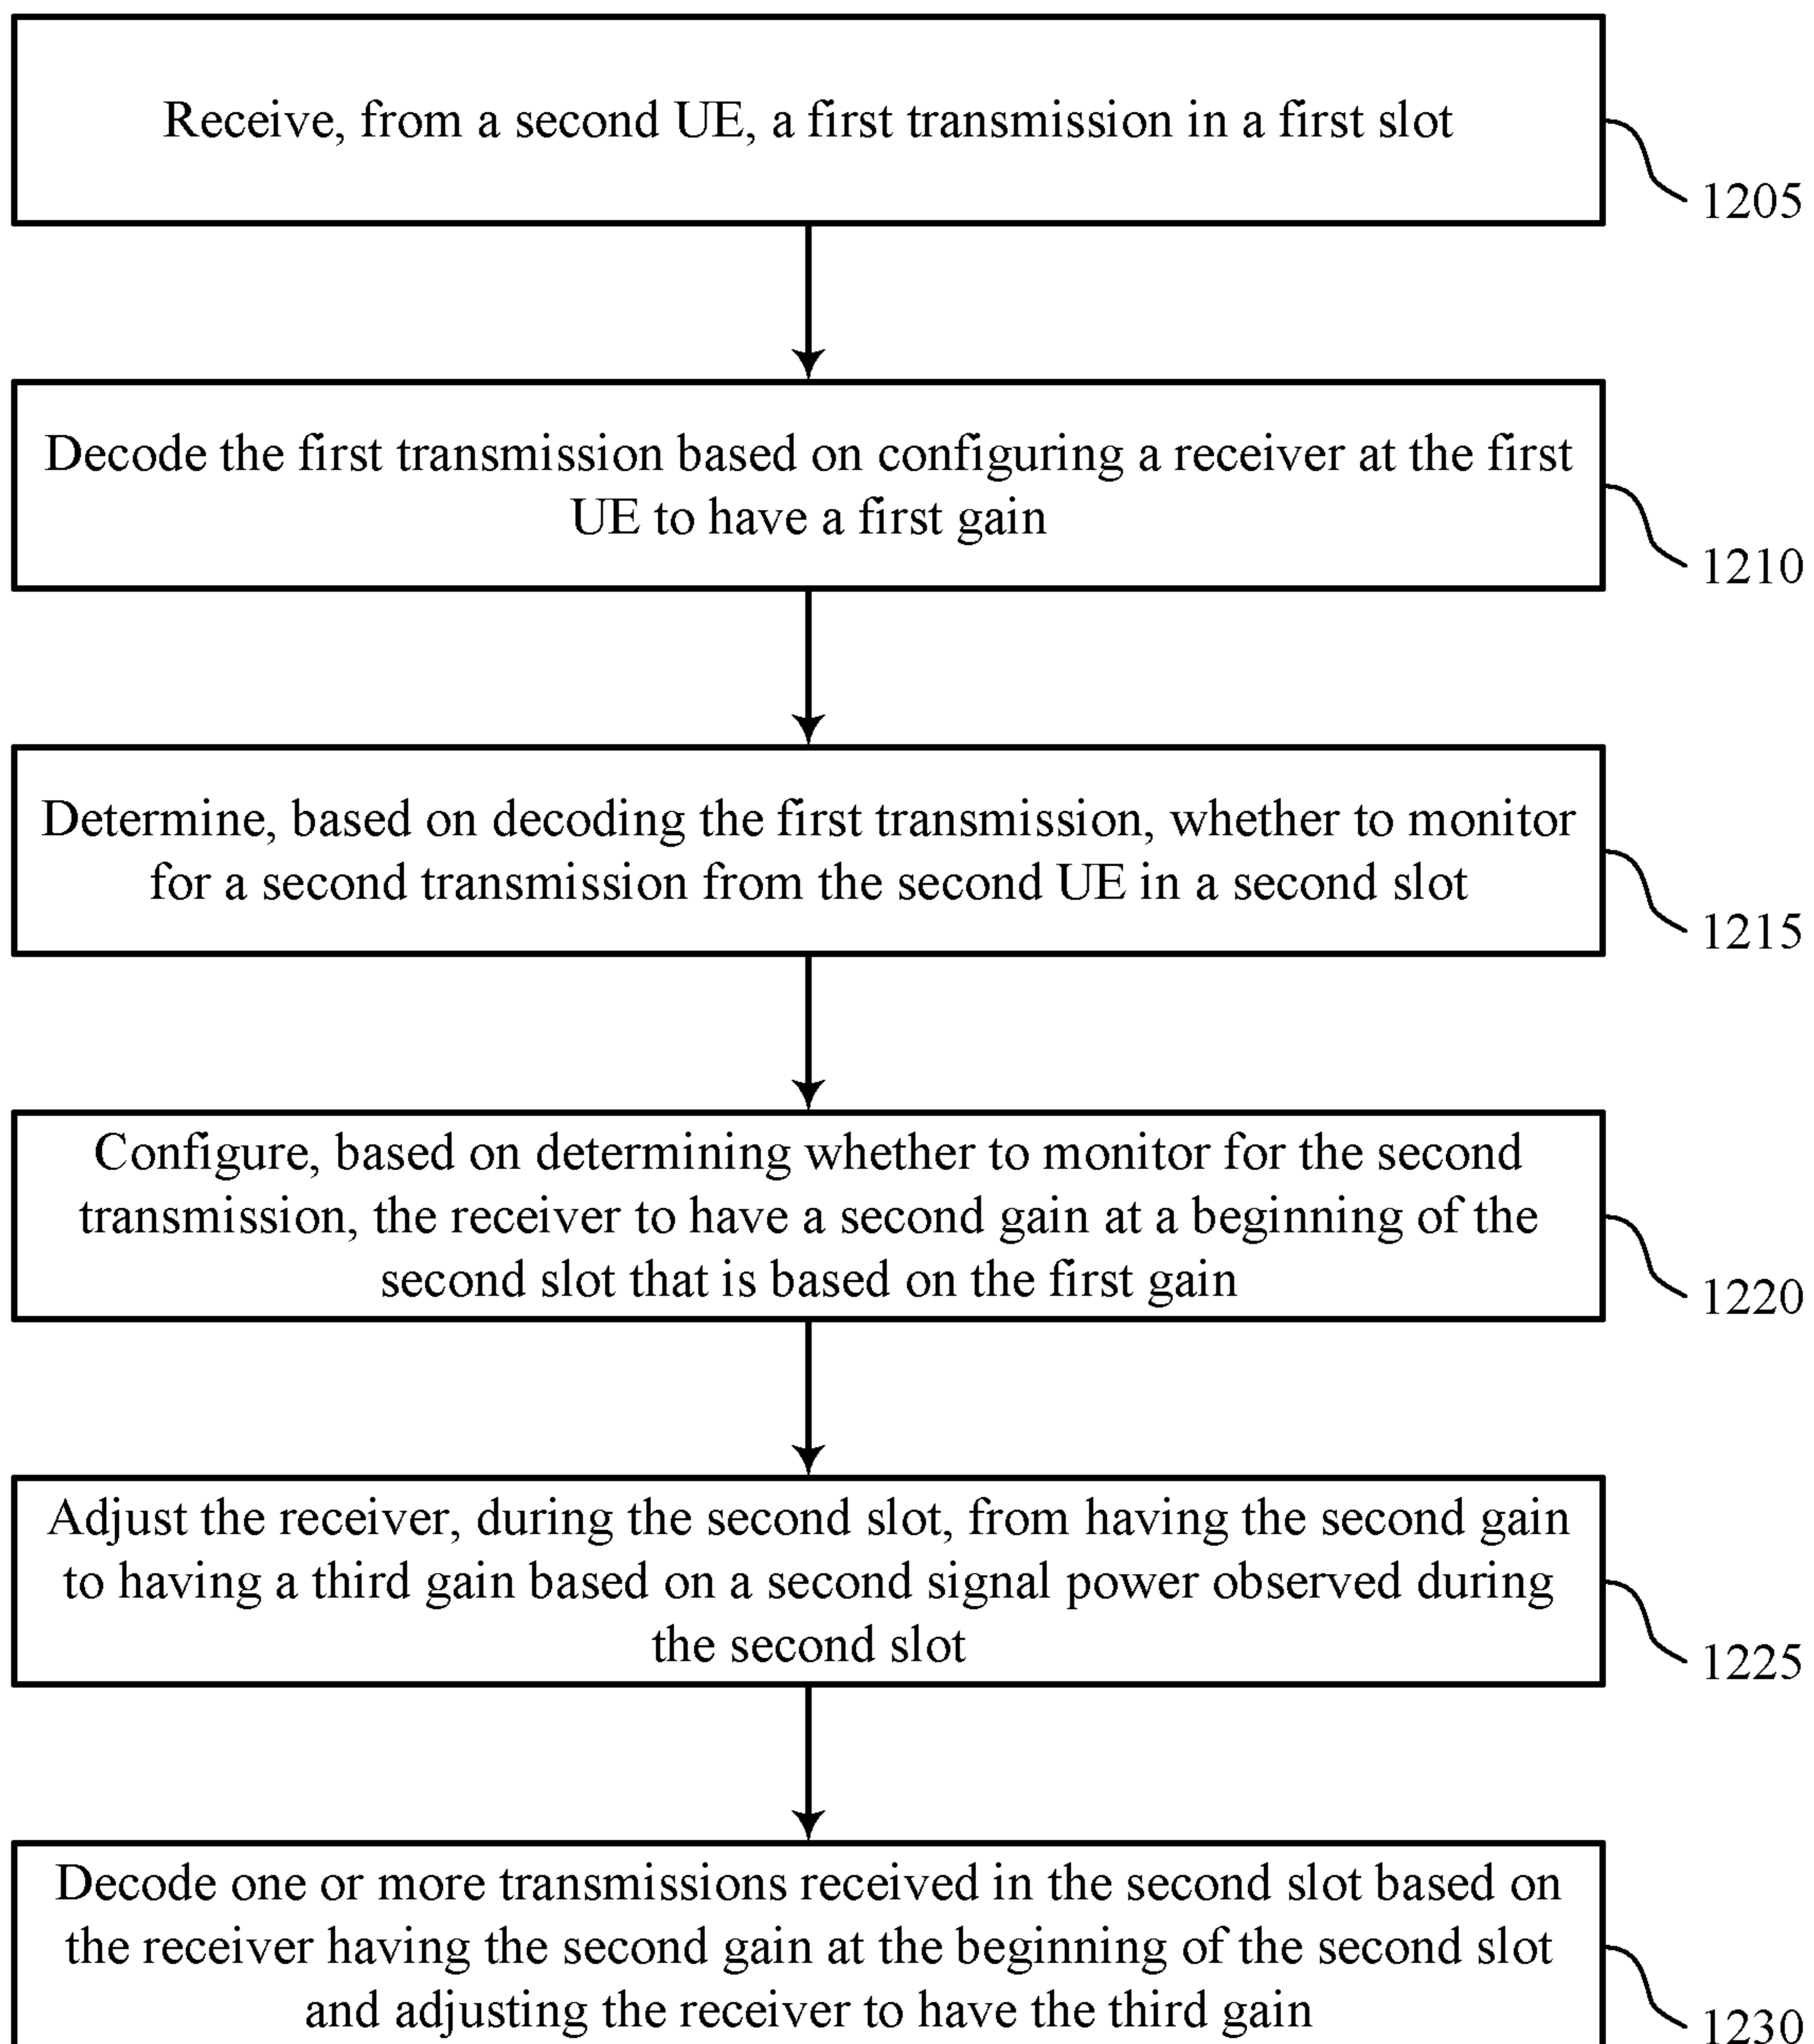 Receive, from a second UE, a first transmission in a first slot
1205
Decode the first transmission based on configuring a receiver at the first
UE to have a first gain
1210
Determine, based on decoding the first transmission, whether to monitor
for a second transmission from the second UE in a second slot
1215
Configure, based on determining whether to monitor for the second
transmission, the receiver to have a second gain at a beginning of the
second slot that is based on the first gain
1220
Adjust the receiver, during the second slot, from having the second gain
to having a third gain based on a second signal power observed during
the second slot
1225
Decode one or more transmissions received in the second slot based on
the receiver having the second gain at the beginning of the second slot
and adjusting the receiver to have the third gain
1230